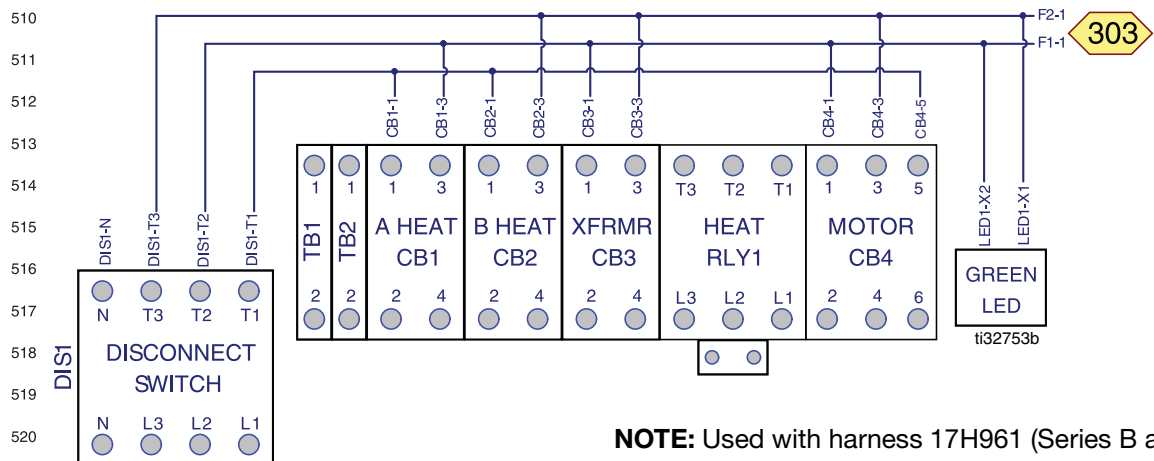 510
F2-1
F1-1
303
511
512
CB1-1
CB1-3
CB2-1
CB2-3
CB3-1
CB3-3
CB4-1
CB4-3
CB4-5
513
1 1 1 3 1 3 1 3 T3 T2 T1 1 3 5
514
DIS1-N
DIS1-T3
DIS1-T2
DIS1-T1
LED1-X2
LED1-X1
515
TB1
TB2
A HEAT
CB1
B HEAT
CB2
XFRMR
CB3
HEAT
RLY1
MOTOR
CB4
516
GREEN
LED
2 2 2 4 2 4 2 4 L3 L2 L1 2 4 6
517
N T3 T2 T1
ti32753b
518
DIS1
DISCONNECT
SWITCH
519
N L3 L2 L1
520
NOTE: Used with harness 17H961 (Series B a